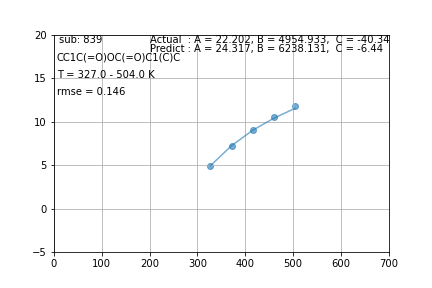 sub: 839
Actual : A = 22.202, B = 4954.933, C = -40.34
Predict : A = 24.317, B = 6238.131, C = -6.44
CC1C(=O)OC(=O)C1(C)C
T = 327.0 - 504.0 K
rmse = 0.146
20
15
10
5
0
−5
0 100 200 300 400 500 600 700